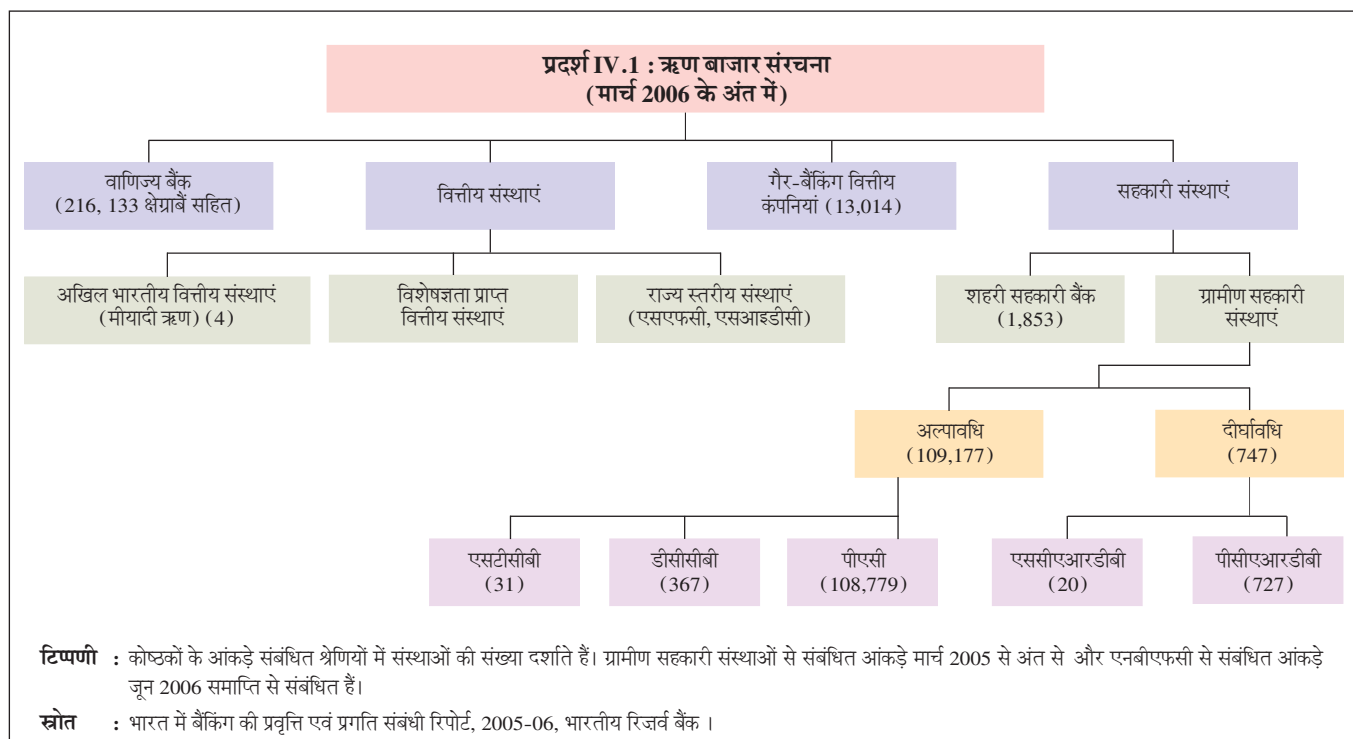 प्रदर्श IV.1 : ऋण बाजार संरचना
(मार्च 2006 के अंत में)
वाणिज्य बैंक
(216, 133 क्षेग्राबैं सहित)
वित्तीय संस्थाएं
गैर-बैंकिंग वित्तीय
कंपनियां (13,014)
सहकारी संस्थाएं
अखिल भारतीय वित्तीय संस्थाएं
(मीयादी ऋण) (4)
विशेषज्ञता प्राप्त
वित्तीय संस्थाएं
राज्य स्तरीय संस्थाएं
(एसएफसी, एसआइडीसी)
शहरी सहकारी बैंक
(1,853)
ग्रामीण सहकारी
संस्थाएं
अल्पावधि
(109,177)
दीर्घावधि
(747)
एसटीसीबी
(31)
डीसीसीबी
(367)
पीएसी
(108,779)
एससीएआरडीबी
(20)
पीसीएआरडीबी
(727)
टिप्पणी : कोष्ठकों के आंकड़े संबंधित श्रेणियों में संस्थाओं की संख्या दर्शाते हैं। ग्रामीण सहकारी संस्थाओं से संबंधित आंकड़े मार्च 2005 से अंत से और एनबीएफसी से संबंधित आंकड़े
जून 2006 समाप्ति से संबंधित हैं।
स्रोत : भारत में बैंकिंग की प्रवृत्ति एवं प्रगति संबंधी रिपोर्ट, 2005-06, भारतीय रिजर्व बैंक ।